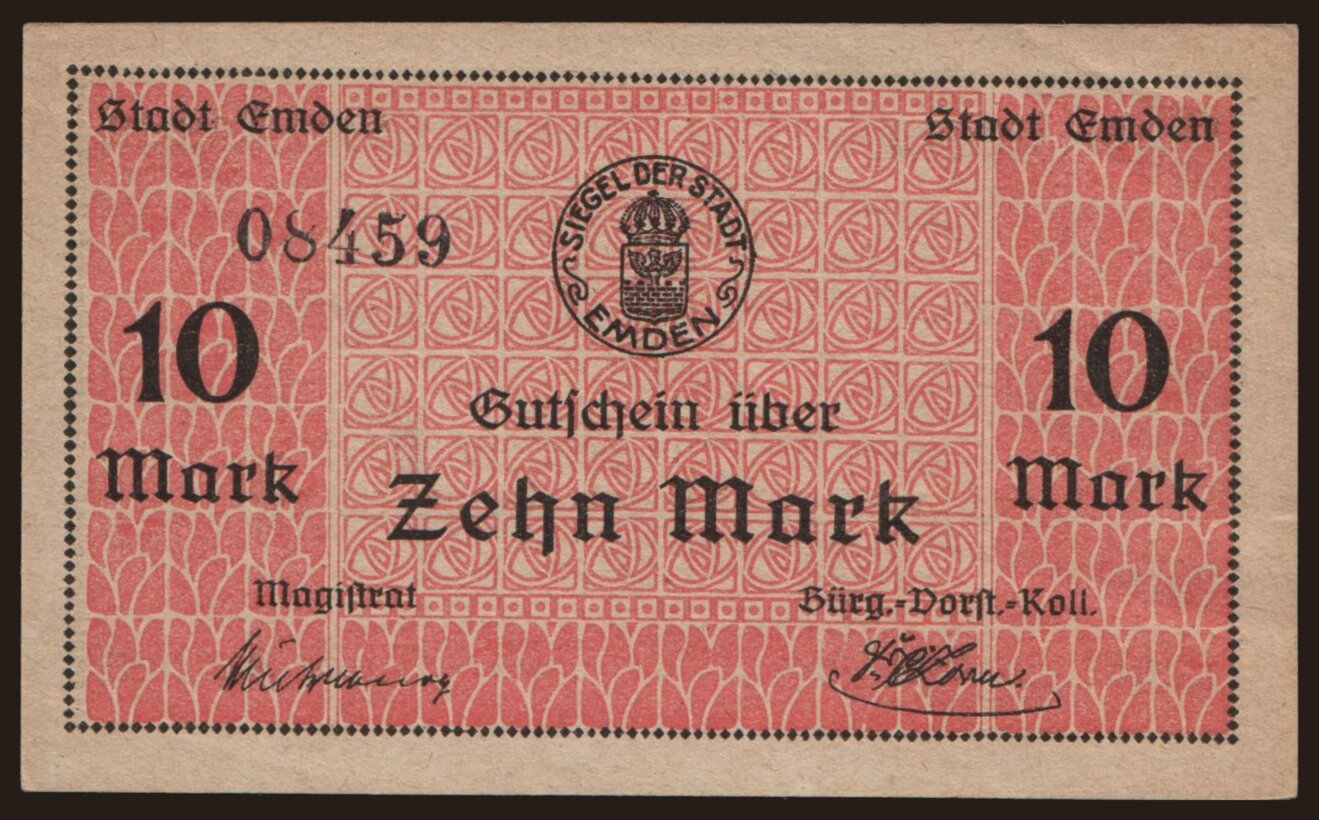 Stadt Emden
Stadt Emden
08459
SIEGEL DER STADT
EMDEN
10
Mark
10
Mark
Gutschein über
Zehn Mark
Magistrat
Bürg.-Vorst.-Koll.